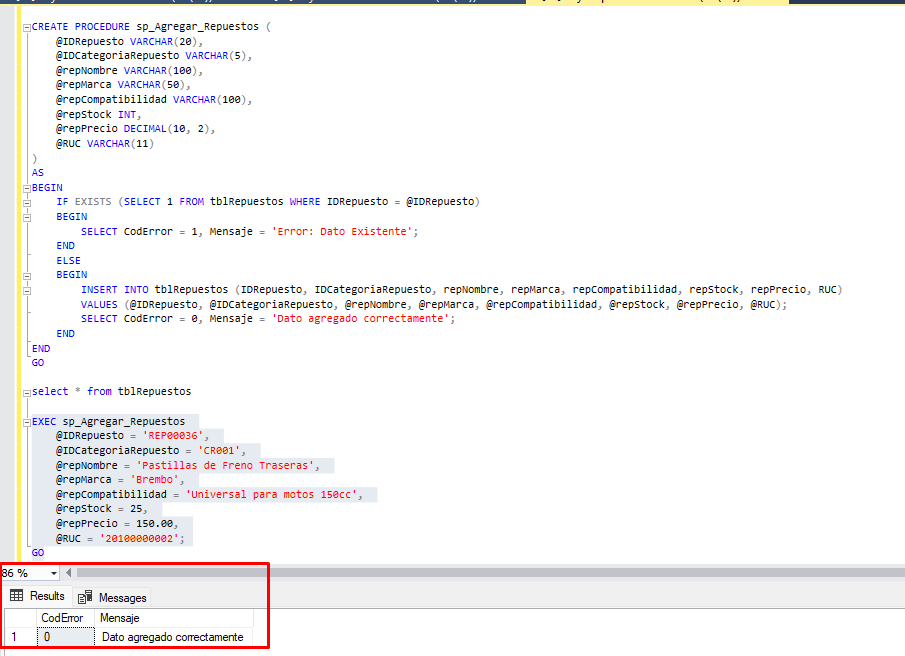 CREATE PROCEDURE sp_Agregar_Repuestos (
    @IDRepuesto VARCHAR(20),
    @IDCategoriaRepuesto VARCHAR(5),
    @repNombre VARCHAR(100),
    @repMarca VARCHAR(50),
    @repCompatibilidad VARCHAR(100),
    @repStock INT,
    @repPrecio DECIMAL(10, 2),
    @RUC VARCHAR(11)
)
AS
BEGIN
    IF EXISTS (SELECT 1 FROM tblRepuestos WHERE IDRepuesto = @IDRepuesto)
    BEGIN
        SELECT CodError = 1, Mensaje = 'Error: Dato Existente';
    END
    ELSE
    BEGIN
        INSERT INTO tblRepuestos (IDRepuesto, IDCategoriaRepuesto, repNombre, repMarca, repCompatibilidad, repStock, repPrecio, RUC)
        VALUES (@IDRepuesto, @IDCategoriaRepuesto, @repNombre, @repMarca, @repCompatibilidad, @repStock, @repPrecio, @RUC);
        SELECT CodError = 0, Mensaje = 'Dato agregado correctamente';
    END
END
GO
select * from tblRepuestos
EXEC sp_Agregar_Repuestos
    @IDRepuesto = 'REP00036',
    @IDCategoriaRepuesto = 'CR001',
    @repNombre = 'Pastillas de Freno Traseras',
    @repMarca = 'Brembo',
    @repCompatibilidad = 'Universal para motos 150cc',
    @repStock = 25,
    @repPrecio = 150.00,
    @RUC = '20100000002';
GO
86 %
Results Messages
CodError Mensaje
1 0 Dato agregado correctamente